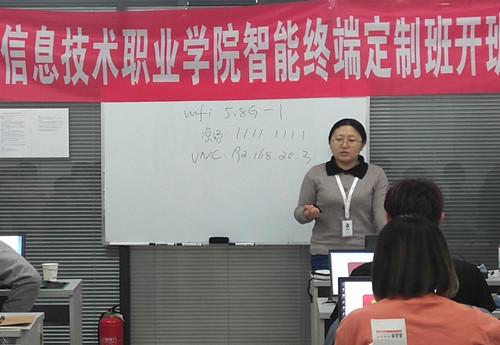 信息技术职业学院智能终端定制班开班
wifi 5.8G-1
密码 1111 1111
VNC. 192.168.20.3